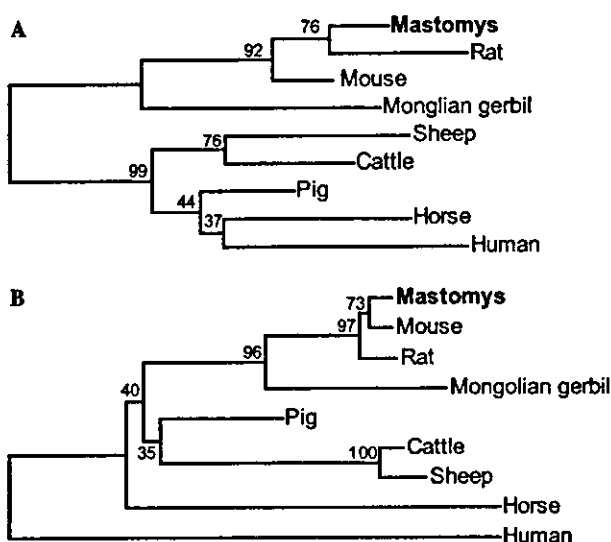 A
76
Mastomys
92
Rat
Mouse
Monglian gerbil
76
Sheep
99
Cattle
44
Pig
37
Horse
Human
B
73
Mastomys
97
Mouse
96
Rat
40
Mongolian gerbil
Pig
35
100
Cattle
Sheep
Horse
Human